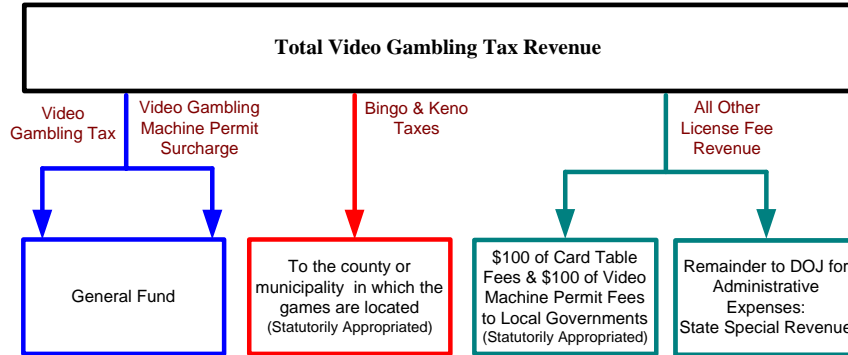 Total Video Gambling Tax Revenue
Video
Gambling Tax
Video Gambling
Machine Permit
Surcharge
Bingo & Keno
Taxes
All Other
License Fee
Revenue
General Fund
To the county or
municipality in which the
games are located
(Statutorily Appropriated)
$100 of Card Table
Fees & $100 of Video
Machine Permit Fees
to Local Governments
(Statutorily Appropriated)
Remainder to DOJ for
Administrative
Expenses:
State Special Revenue